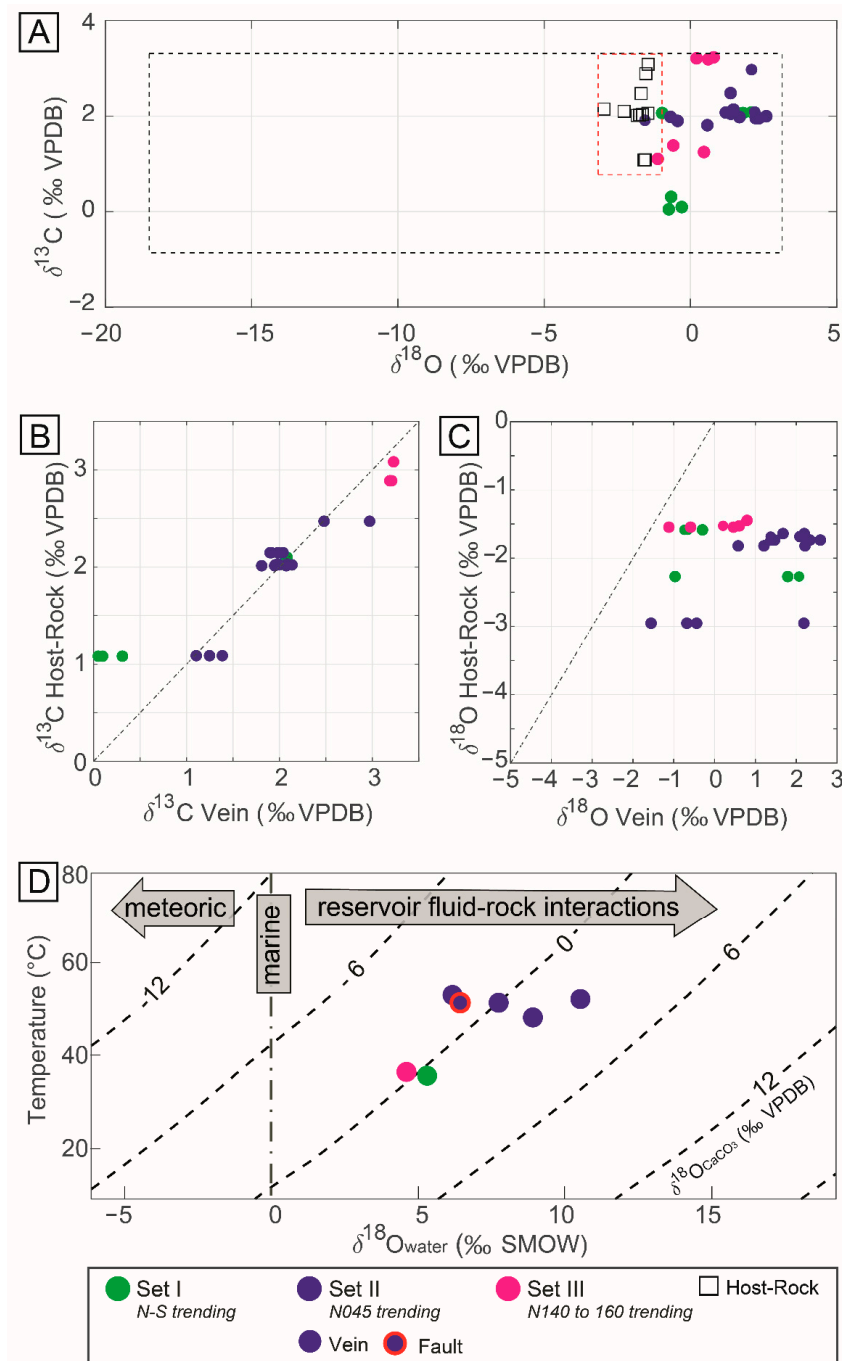 A
4
2
0
−2
δ13C ( ‰ VPDB)
−20
−15
−10
−5
0
5
δ18O ( ‰ VPDB)
B
3
2
1
0
δ13C Host-Rock (‰ VPDB)
0
1
2
3
δ13C Vein (‰ VPDB)
C
0
−1
−2
−3
−4
−5
δ18O Host-Rock (‰ VPDB)
-5
-4
-3
-2
-1
0
1
2
3
δ18O Vein (‰ VPDB)
D
80
60
40
20
Temperature (°C)
meteoric
marine
reservoir fluid-rock interactions
12
6
0
6
12
δ18OCaCO3 (‰ VPDB)
−5
0
5
10
15
δ18Owater (‰ SMOW)
Set I
N-S trending
Set II
N045 trending
Set III
N140 to 160 trending
Host-Rock
Vein
Fault